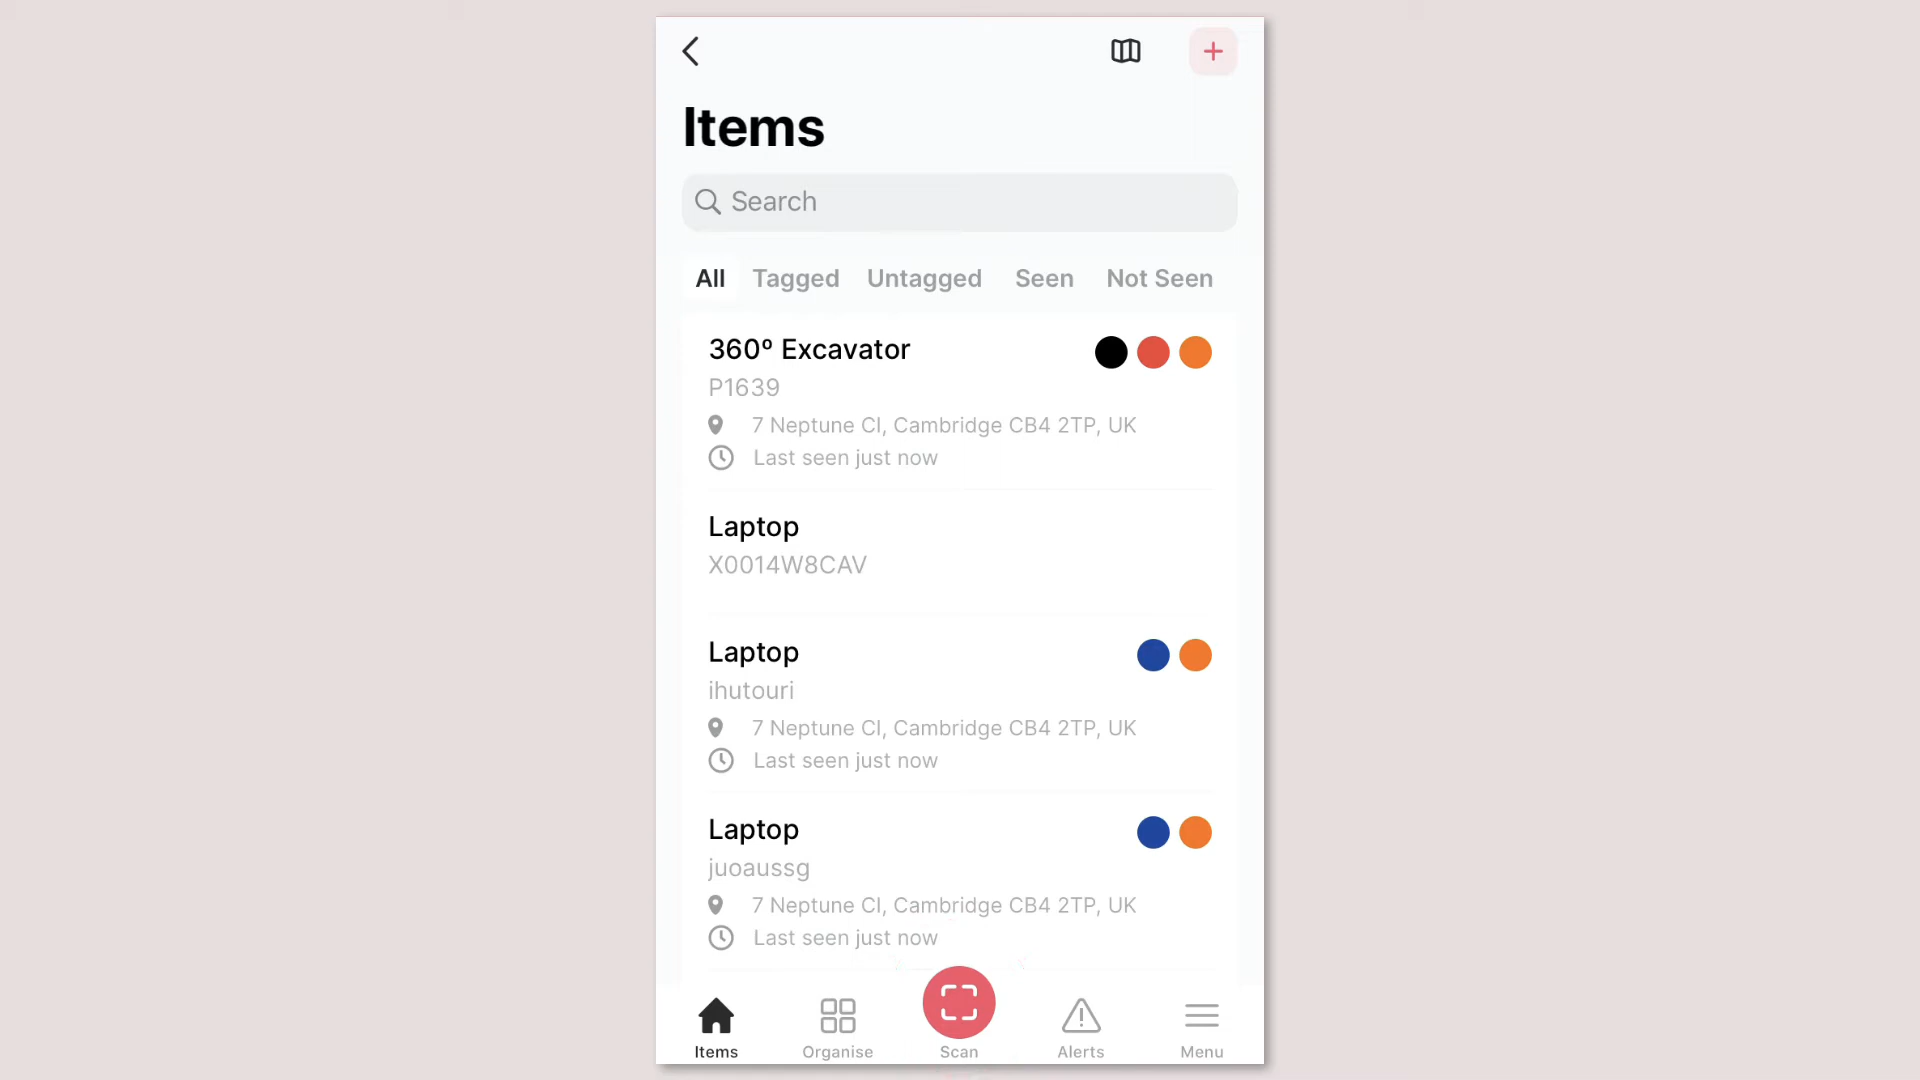 Items
Search
All Tagged Untagged Seen Not Seen
360º Excavator
P1639
7 Neptune Cl, Cambridge CB4 2TP, UK
Last seen just now
Laptop
X0014W8CAV
Laptop
ihutouri
7 Neptune Cl, Cambridge CB4 2TP, UK
Last seen just now
Laptop
juoaussg
7 Neptune Cl, Cambridge CB4 2TP, UK
Last seen just now
Items Organise Scan Alerts Menu